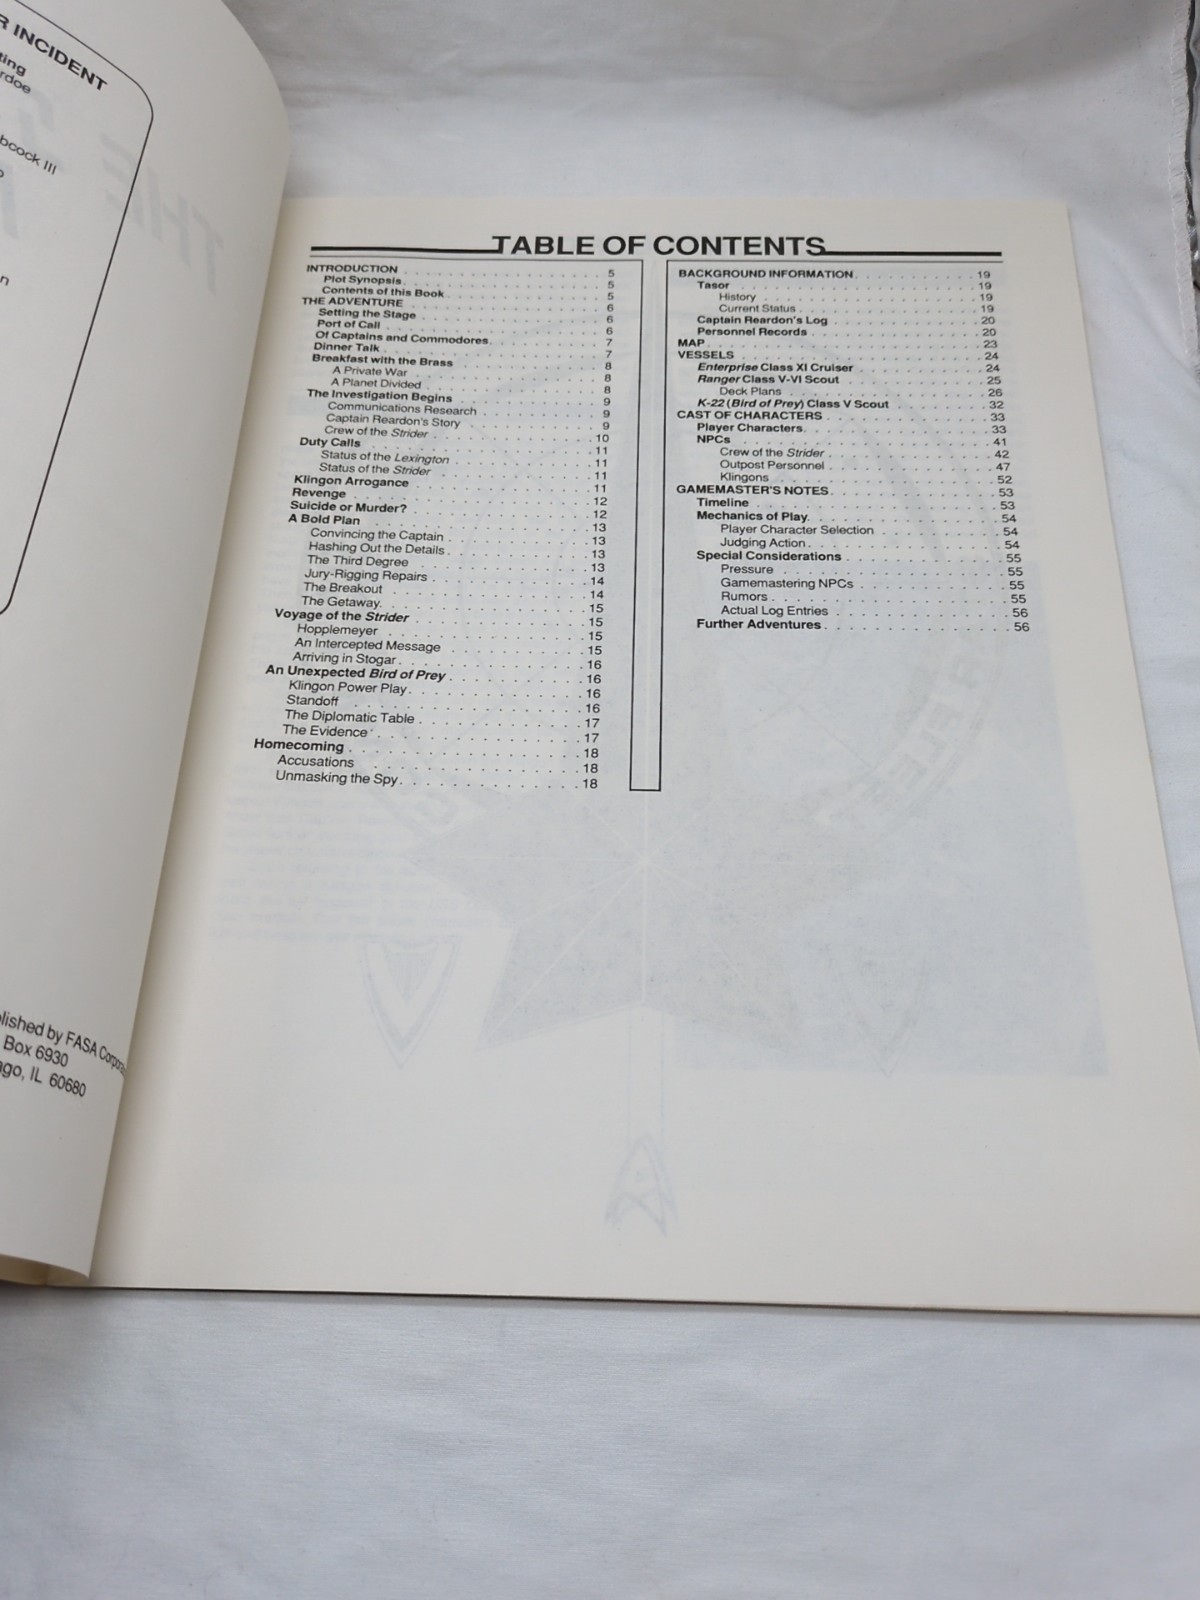 R INCIDENT
bcock III
lished by FASA
Box 6930
ago, IL 60680
TABLE OF CONTENTS
INTRODUCTION . . . . 5
Plot Synopsis . . . . 5
Contents of this Book . . . . 5
THE ADVENTURE . . . . 6
Setting the Stage . . . . 6
Port of Call . . . . 6
Of Captains and Commodores . . . . 7
Dinner Talk . . . . 7
Breakfast with the Brass . . . . 8
A Private War . . . . 8
A Planet Divided . . . . 8
The Investigation Begins . . . . 9
Communications Research . . . . 9
Captain Reardon's Story . . . . 9
Crew of the Strider . . . . 10
Duty Calls . . . . 11
Status of the Lexington . . . . 11
Status of the Strider . . . . 11
Klingon Arrogance . . . . 11
Revenge . . . . 12
Suicide or Murder? . . . . 12
A Bold Plan . . . . 13
Convincing the Captain . . . . 13
Hashing Out the Details . . . . 13
The Third Degree . . . . 13
Jury-Rigging Repairs . . . . 14
The Breakout . . . . 14
The Getaway . . . . 15
Voyage of the Strider . . . . 15
Hopplemeyer . . . . 15
An Intercepted Message . . . . 15
Arriving in Stogar . . . . 16
An Unexpected Bird of Prey . . . . 16
Klingon Power Play . . . . 16
Standoff . . . . 16
The Diplomatic Table . . . . 17
The Evidence . . . . 17
Homecoming . . . . 18
Accusations . . . . 18
Unmasking the Spy . . . . 18
BACKGROUND INFORMATION . . . . 19
Tasor . . . . 19
History . . . . 19
Current Status . . . . 19
Captain Reardon's Log . . . . 20
Personnel Records . . . . 20
MAP . . . . 23
VESSELS . . . . 24
Enterprise Class XI Cruiser . . . . 24
Ranger Class V-VI Scout . . . . 25
Deck Plans . . . . 26
K-22 (Bird of Prey) Class V Scout . . . . 32
CAST OF CHARACTERS . . . . 33
Player Characters . . . . 33
NPCs . . . . 41
Crew of the Strider . . . . 42
Outpost Personnel . . . . 47
Klingons . . . . 52
GAMEMASTER'S NOTES . . . . 53
Timeline . . . . 53
Mechanics of Play . . . . 54
Player Character Selection . . . . 54
Judging Action . . . . 54
Special Considerations . . . . 55
Pressure . . . . 55
Gamemastering NPCs . . . . 55
Rumors . . . . 55
Actual Log Entries . . . . 56
Further Adventures . . . . 56